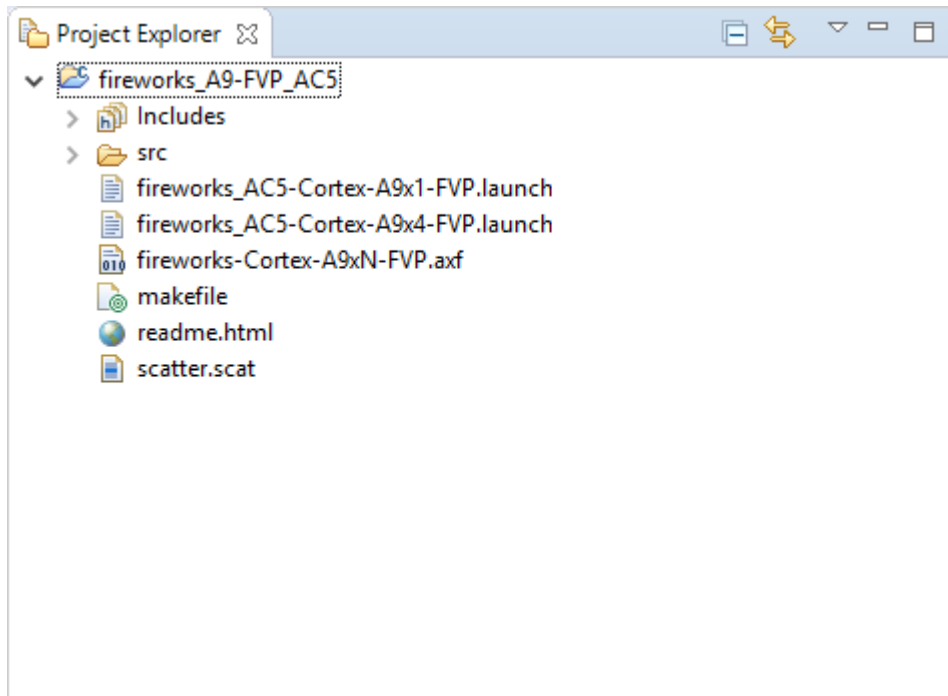 Project Explorer
fireworks_A9-FVP_AC5
Includes
src
fireworks_AC5-Cortex-A9x1-FVP.launch
fireworks_AC5-Cortex-A9x4-FVP.launch
fireworks-Cortex-A9xN-FVP.axf
makefile
readme.html
scatter.scat